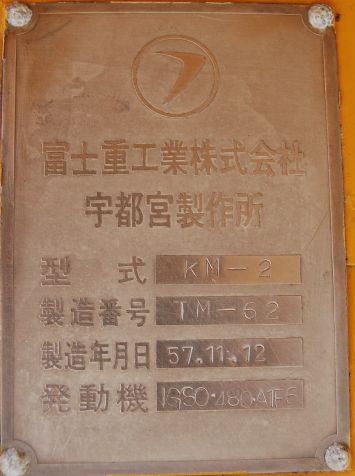 富士重工業株式会社
宇都宮製作所
型式 KM-2
製造番号 TM-62
製造年月日 57.11.12
発動機 IGSO-480-A1F6